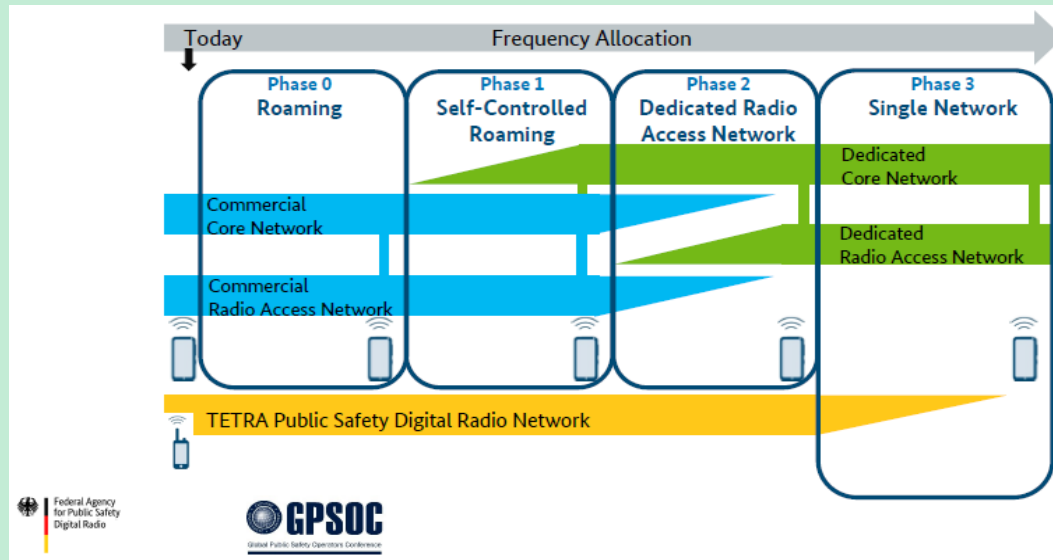 Today
Frequency Allocation
Phase 0
Roaming
Phase 1
Self-Controlled
Roaming
Phase 2
Dedicated Radio
Access Network
Phase 3
Single Network
Dedicated
Core Network
Commercial
Core Network
Dedicated
Radio Access Network
Commercial
Radio Access Network
TETRA Public Safety Digital Radio Network
Federal Agency
for Public Safety
Digital Radio
GPSOC
Global Public Safety Operators Conference